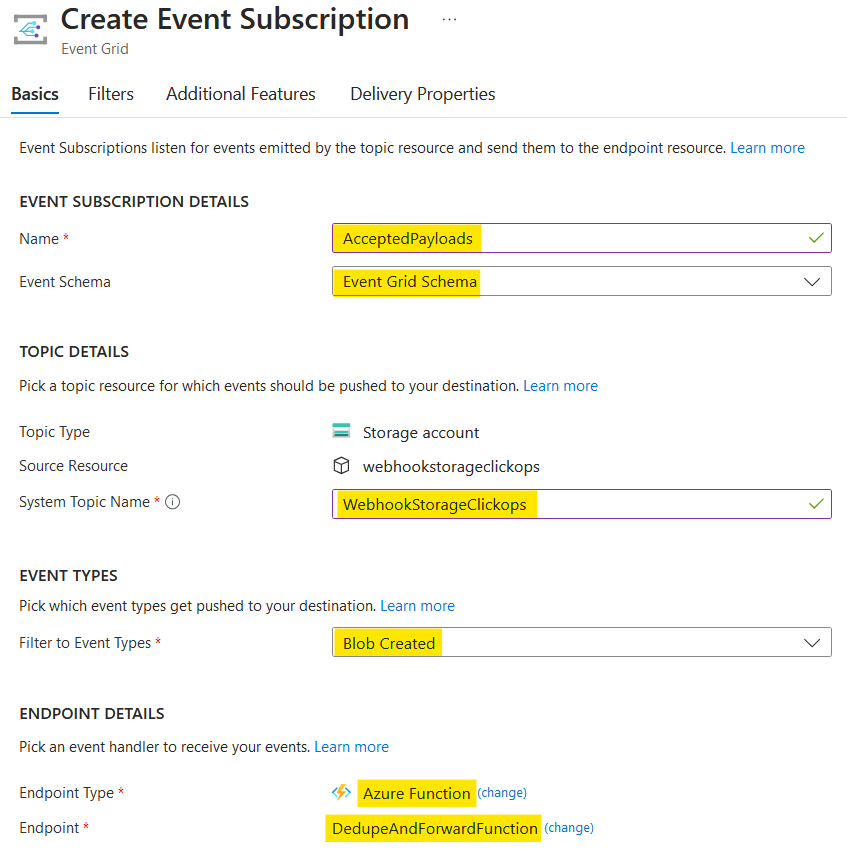 Create Event Subscription ...
Event Grid
Basics Filters Additional Features Delivery Properties
Event Subscriptions listen for events emitted by the topic resource and send them to the endpoint resource. Learn more
EVENT SUBSCRIPTION DETAILS
Name * AcceptedPayloads
Event Schema Event Grid Schema
TOPIC DETAILS
Pick a topic resource for which events should be pushed to your destination. Learn more
Topic Type Storage account
Source Resource webhookstorageclickops
System Topic Name * WebhookStorageClickops
EVENT TYPES
Pick which event types get pushed to your destination. Learn more
Filter to Event Types * Blob Created
ENDPOINT DETAILS
Pick an event handler to receive your events. Learn more
Endpoint Type * Azure Function (change)
Endpoint * DedupeAndForwardFunction (change)